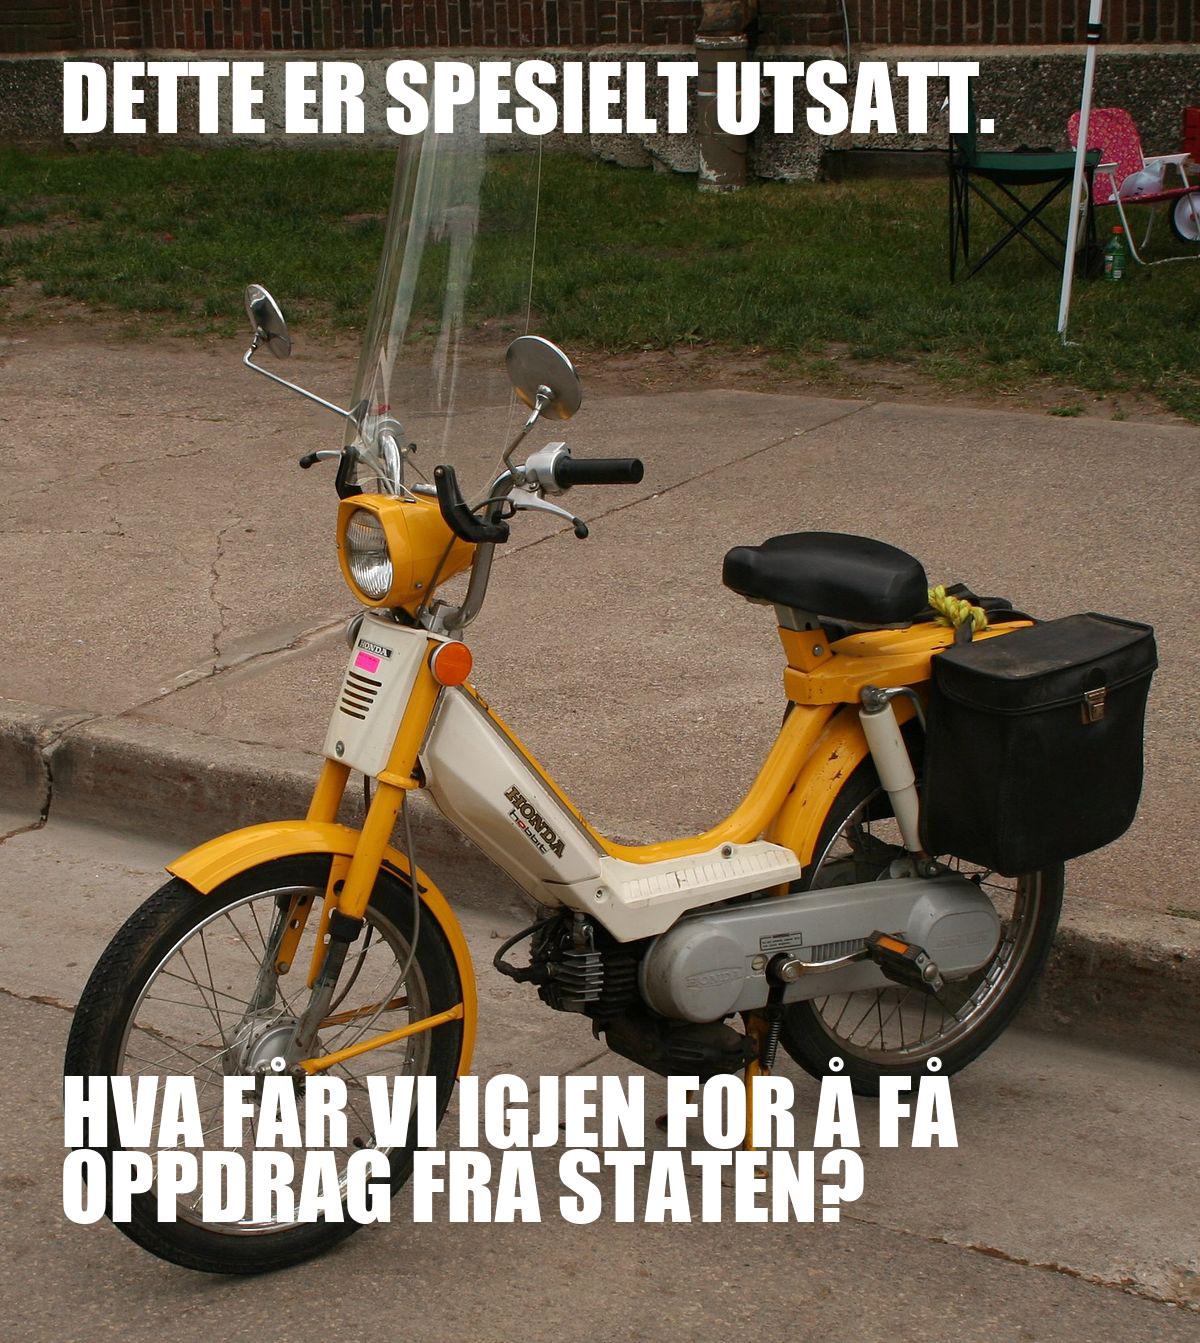 DETTE ER SPESIELT UTSATT.
HONDA
HONDA
hobbit
HONDA
HVA FÅR VI IGJEN FOR Å FÅ
OPPDRAG FRA STATEN?